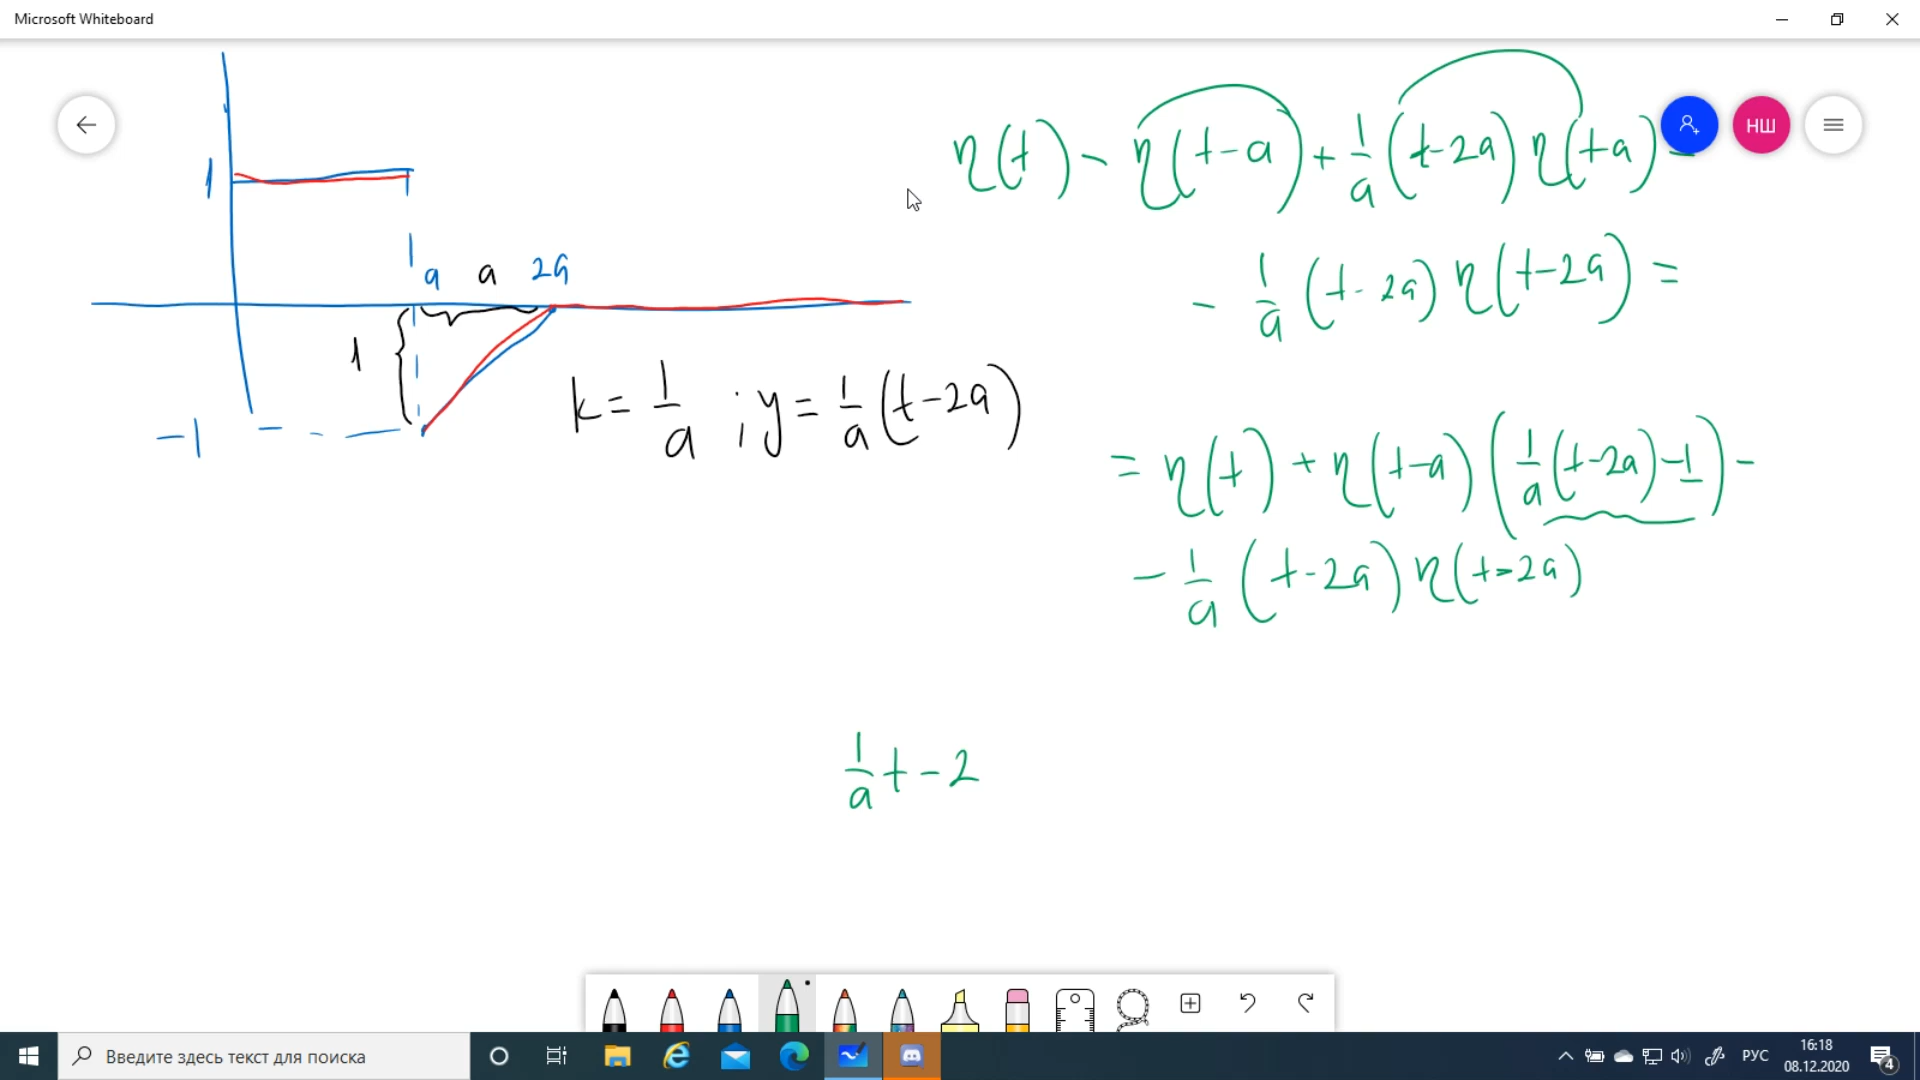 Microsoft Whiteboard
1
a a 2a
1
-1
k = 1/a ; y = 1/a (t-2a)
η(t) - η(t-a) + 1/a (t-2a) η(t-a) =
- 1/a (t-2a) η(t-2a) =
= η(t) + η(t-a) (1/a (t-2a) -1) -
- 1/a (t-2a) η(t-2a)
1/a t - 2
НШ
Введите здесь текст для поиска
РУС
16:18
08.12.2020
4